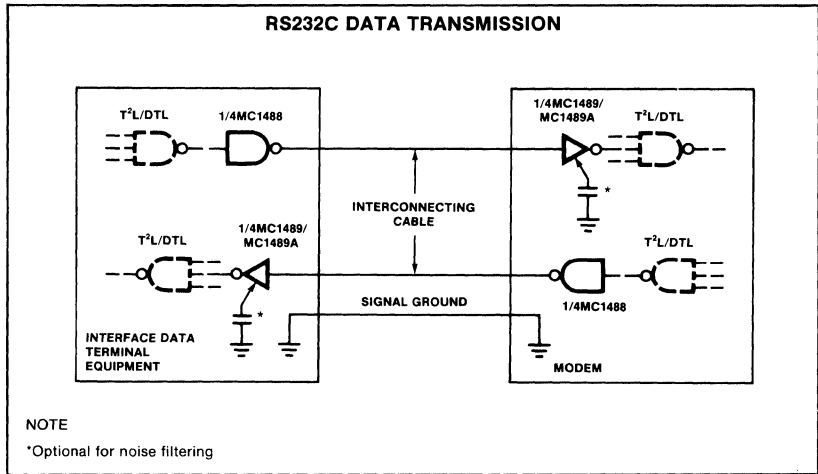 RS232C DATA TRANSMISSION
T²L/DTL
1/4MC1488
1/4MC1489/
MC1489A
T²L/DTL
*
INTERCONNECTING
CABLE
T²L/DTL
1/4MC1489/
MC1489A
*
T²L/DTL
1/4MC1488
SIGNAL GROUND
INTERFACE DATA
TERMINAL
EQUIPMENT
MODEM
NOTE
*Optional for noise filtering